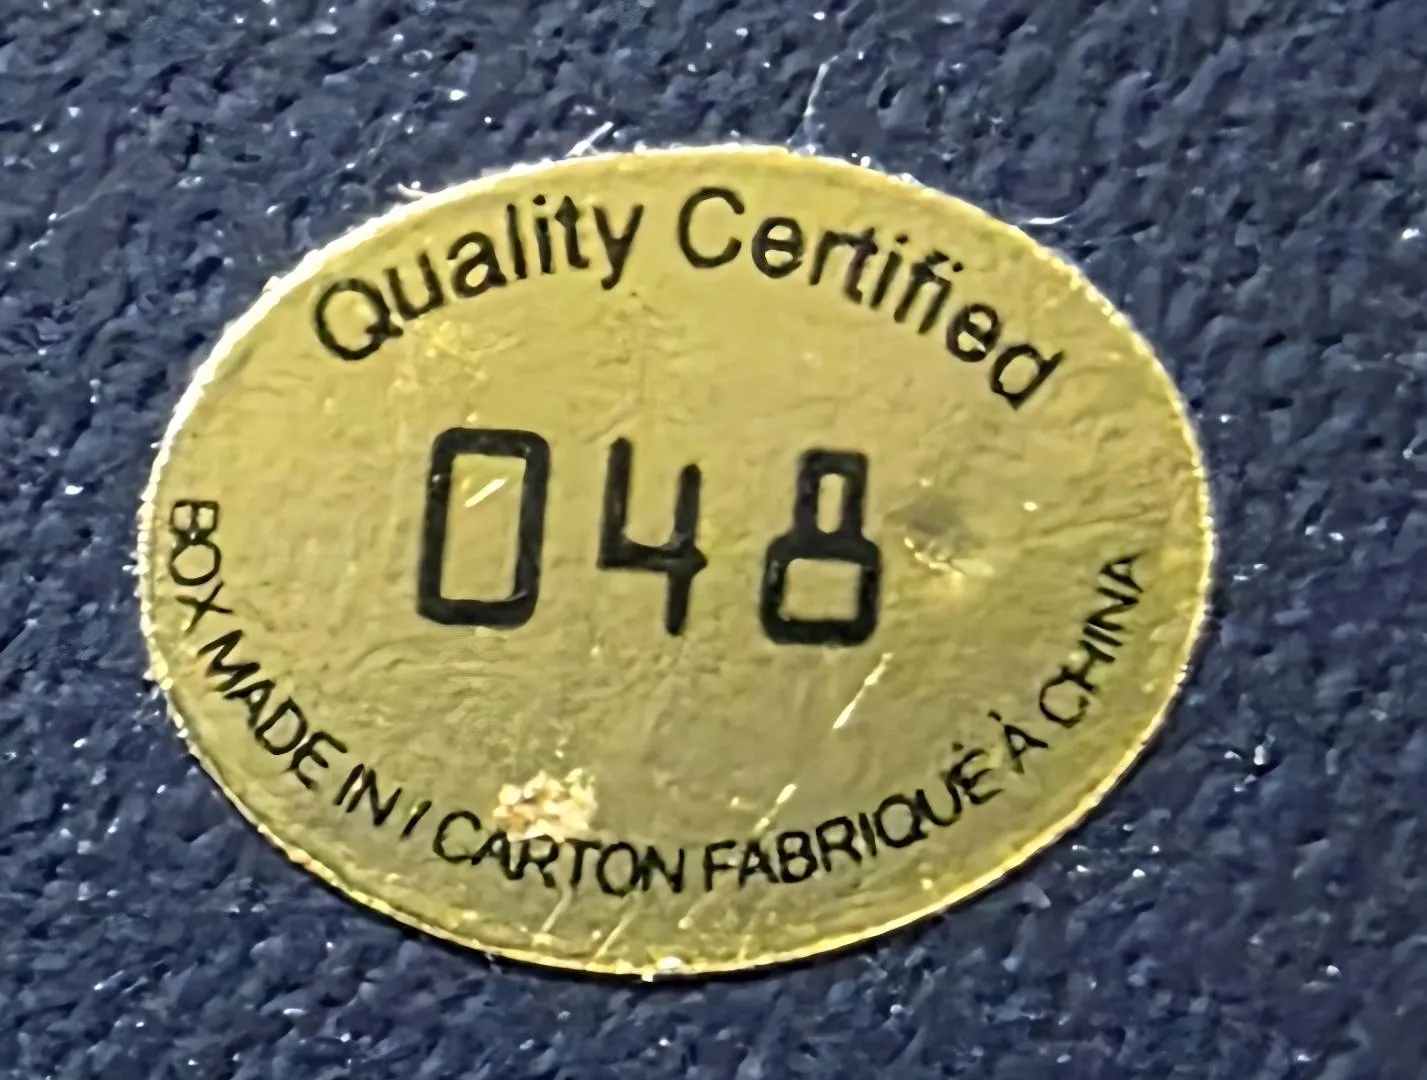 Quality Certified
048
BOX MADE IN / CARTON FABRIQUÉ À CHINA